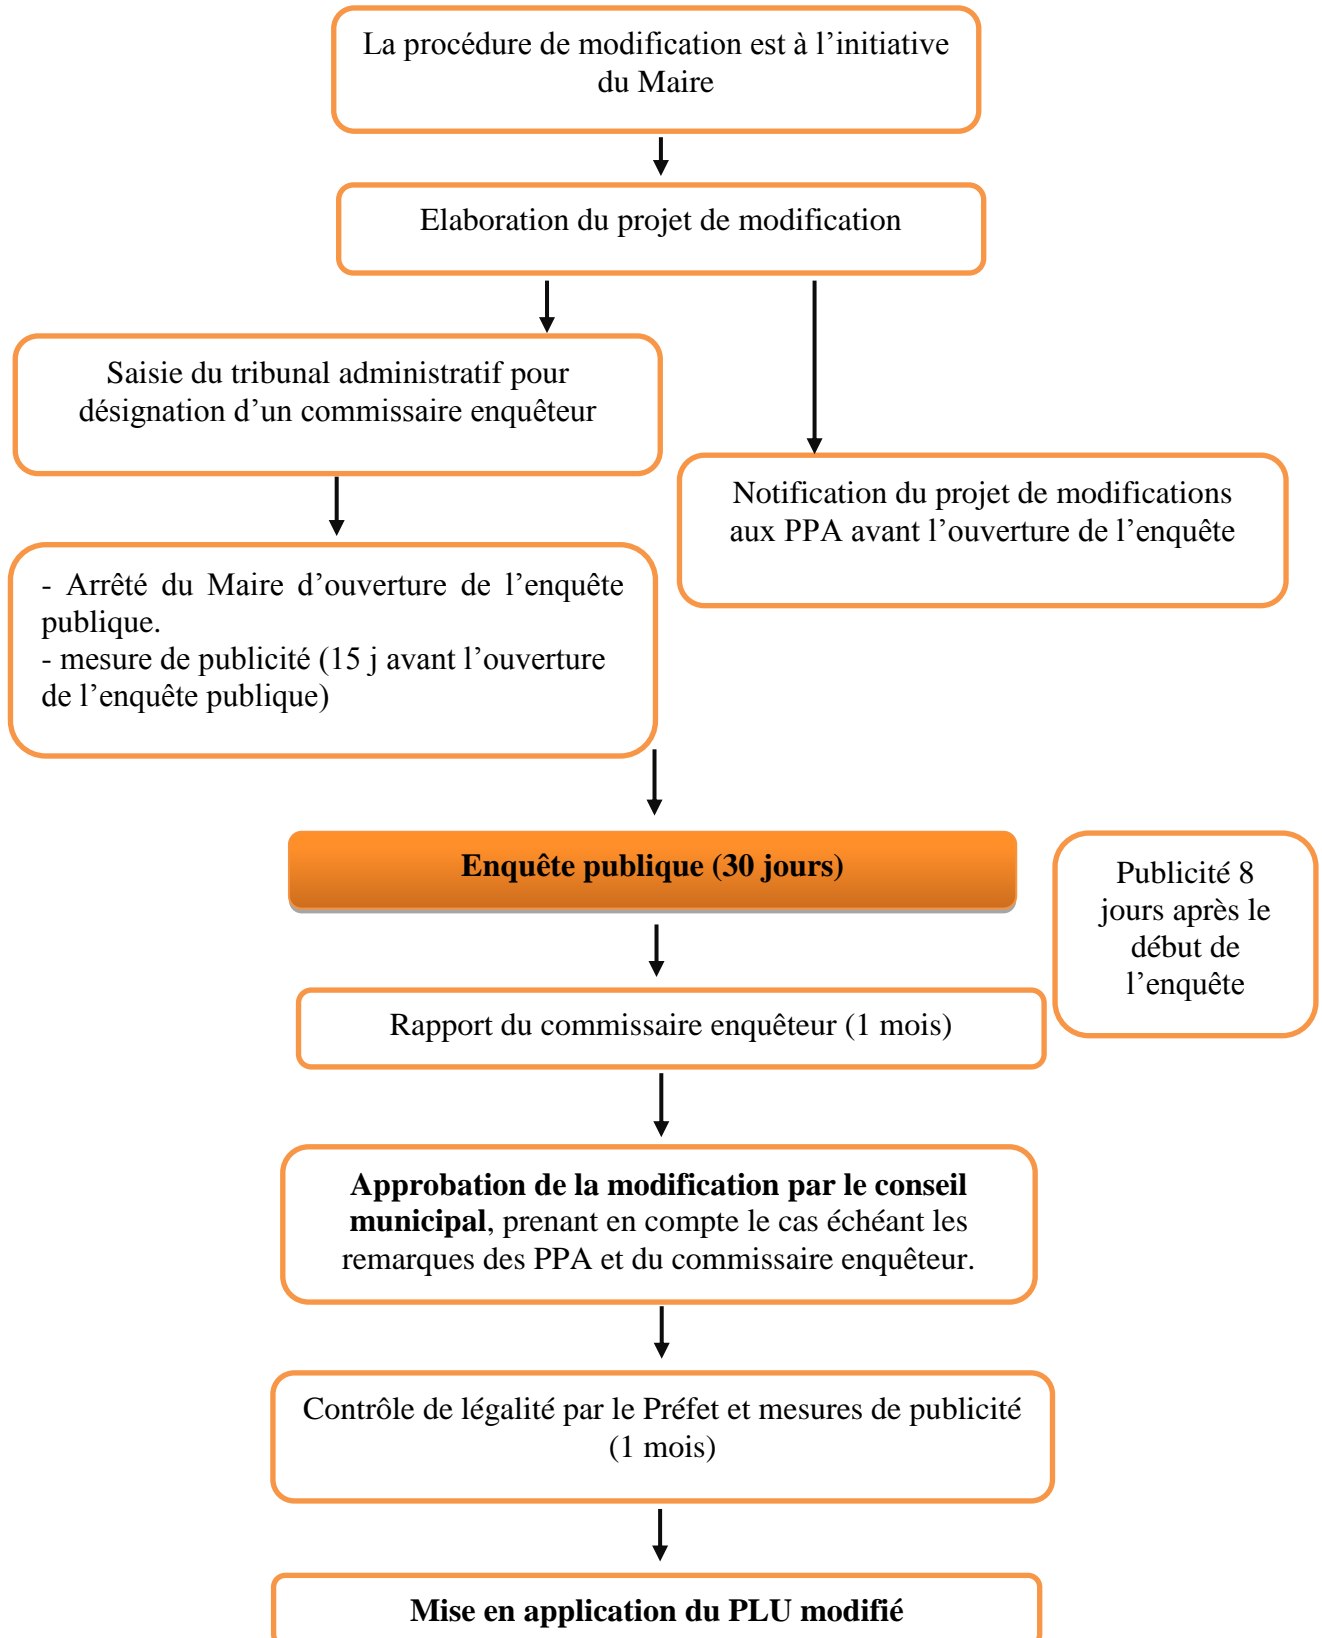 La procédure de modification est à l’initiative
du Maire
Elaboration du projet de modification
Saisie du tribunal administratif pour
désignation d’un commissaire enquêteur
Notification du projet de modifications
aux PPA avant l’ouverture de l’enquête
- Arrêté du Maire d’ouverture de l’enquête
publique.
- mesure de publicité (15 j avant l’ouverture
de l’enquête publique)
Enquête publique (30 jours)
Publicité 8
jours après le
début de
l’enquête
Rapport du commissaire enquêteur (1 mois)
Approbation de la modification par le conseil
municipal, prenant en compte le cas échéant les
remarques des PPA et du commissaire enquêteur.
Contrôle de légalité par le Préfet et mesures de publicité
(1 mois)
Mise en application du PLU modifié